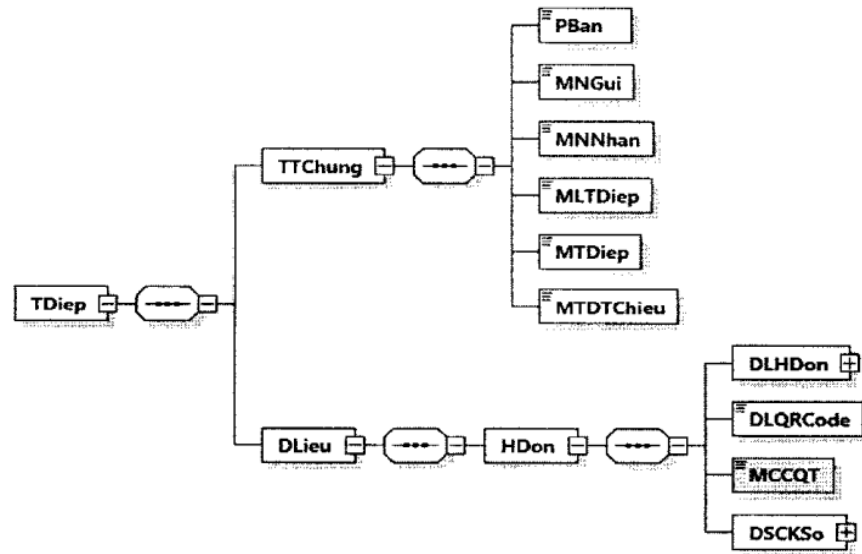 PBan
MNGui
MNNhan
TTChung
MLTDiep
MTDiep
MTDTChieu
TDiep
DLHDon
DLQRCode
DLieu
HDon
MCCQT
DSCKSo